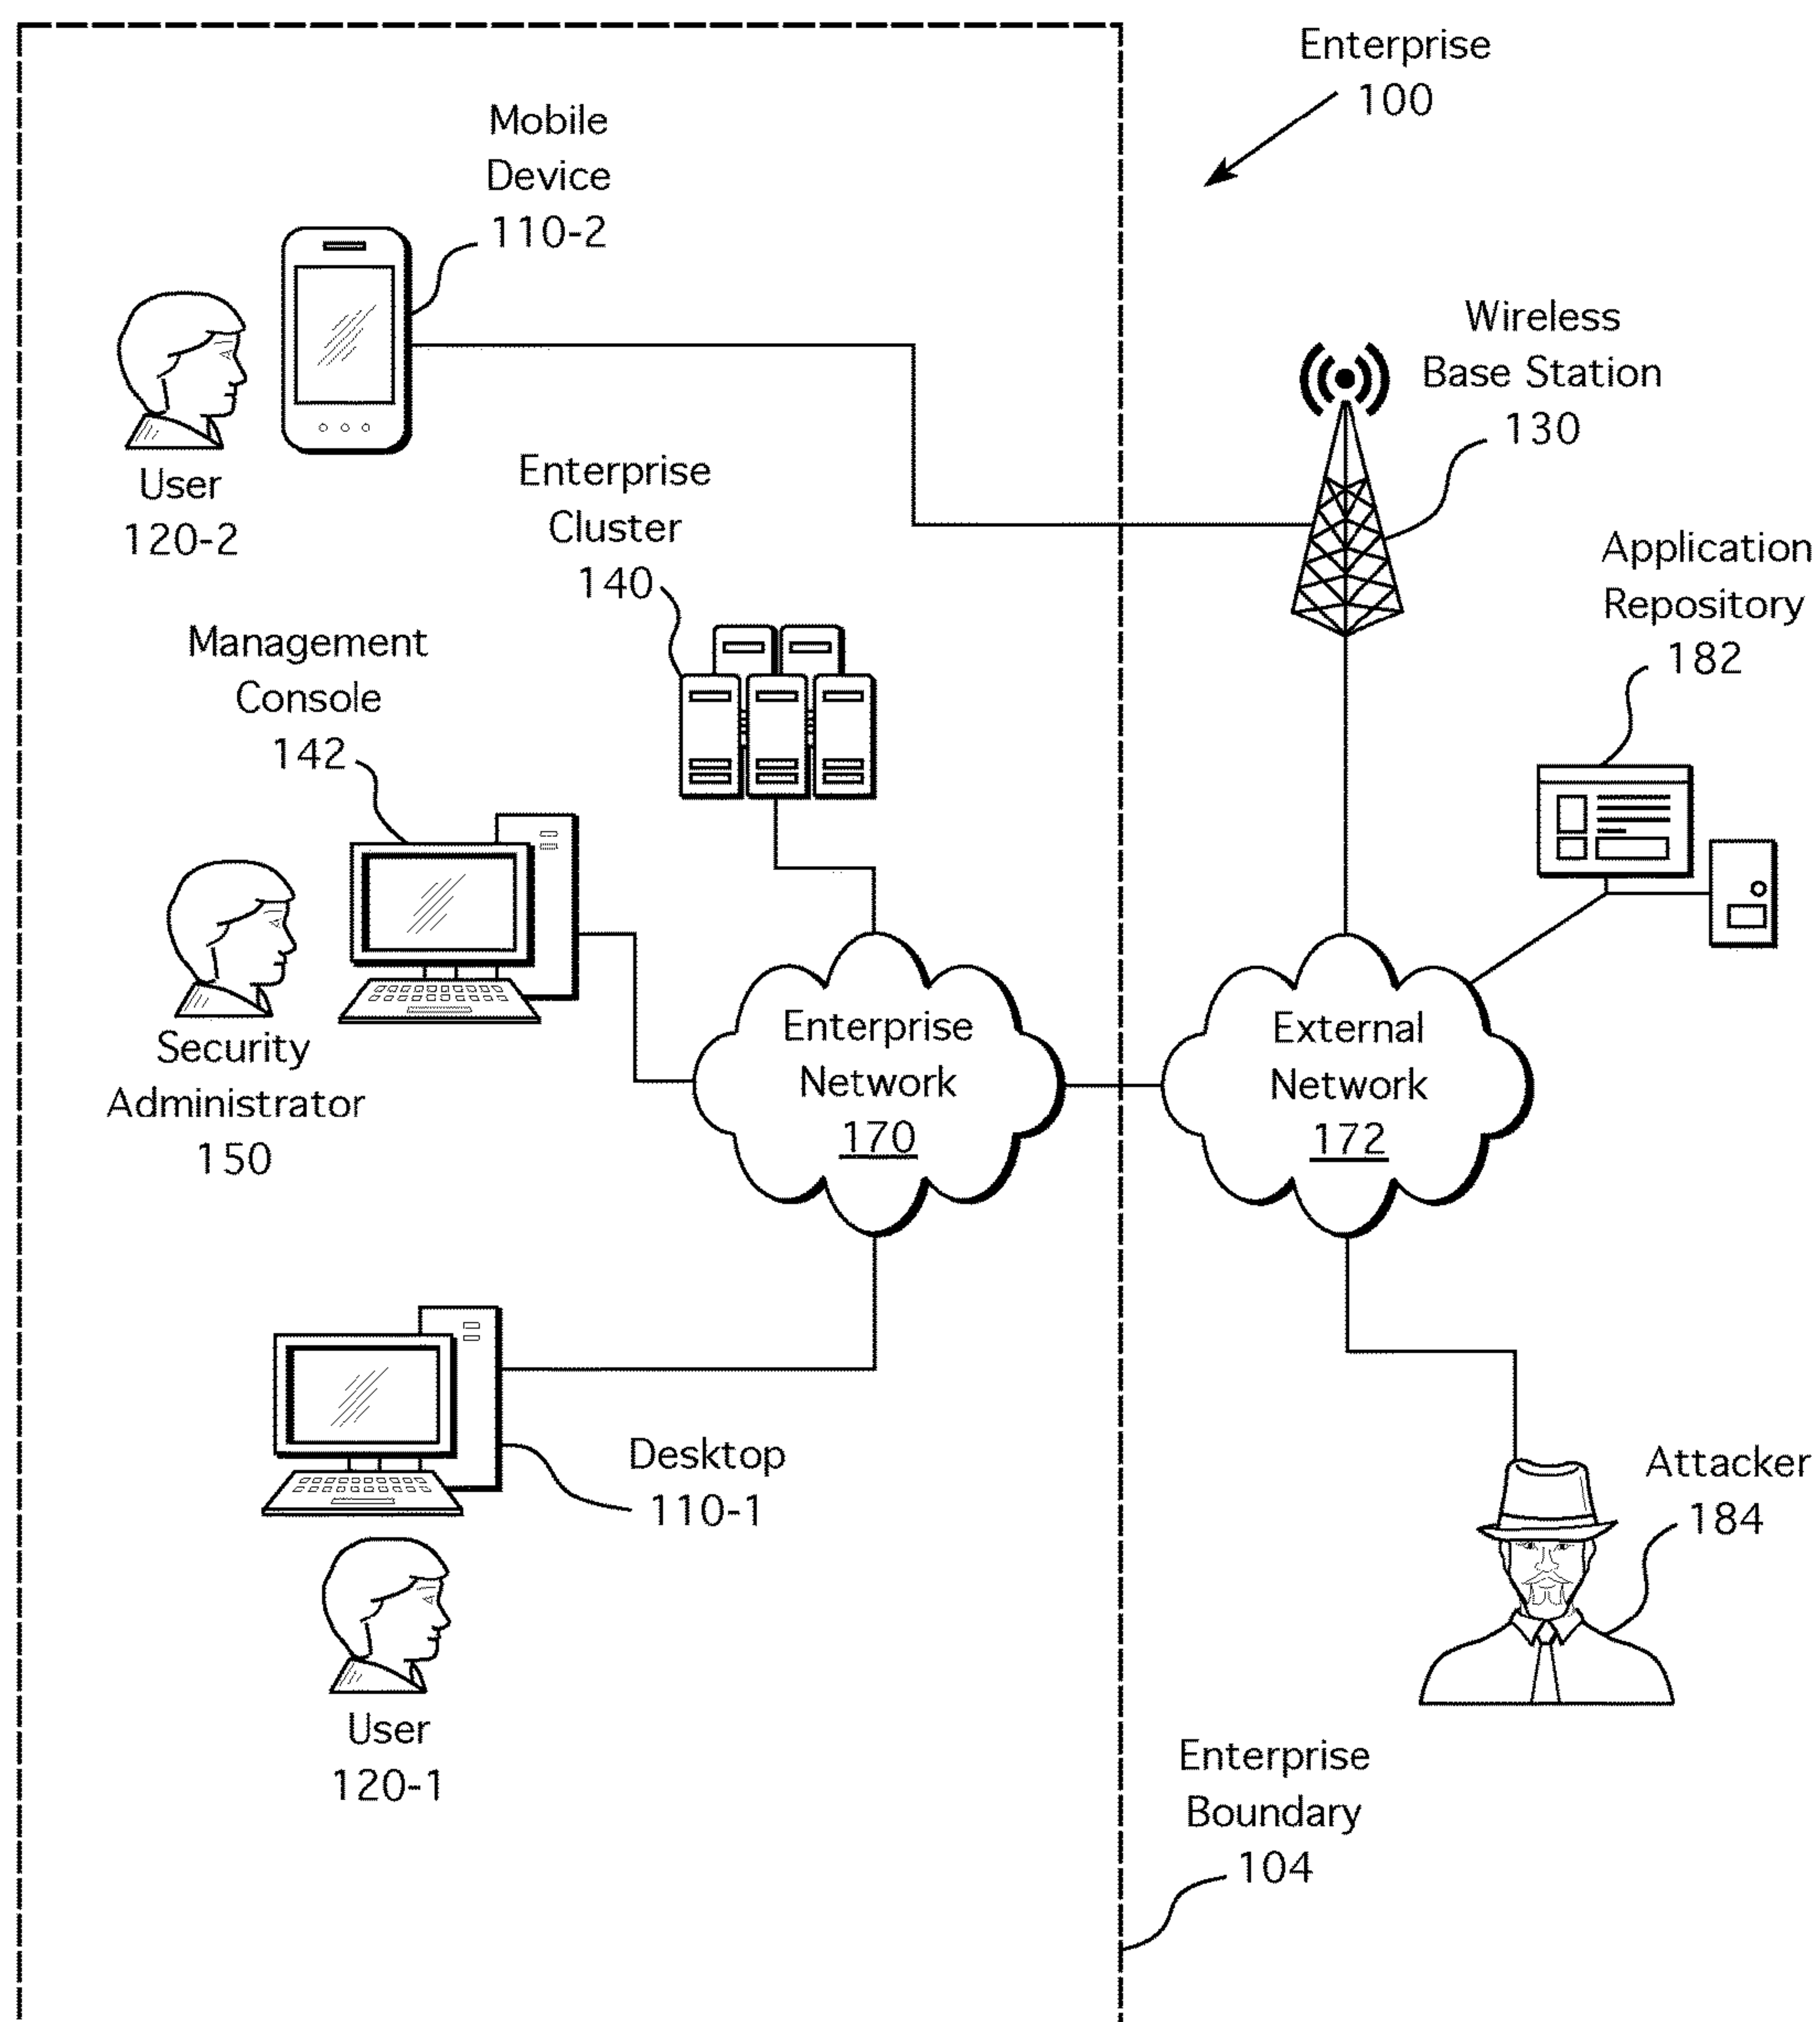 Enterprise
100
Mobile
Device
110-2
User
120-2
Wireless
Base Station
130
Enterprise
Cluster
140
Application
Repository
182
Management
Console
142
Security
Administrator
150
Enterprise
Network
170
External
Network
172
Desktop
110-1
User
120-1
Attacker
184
Enterprise
Boundary
104